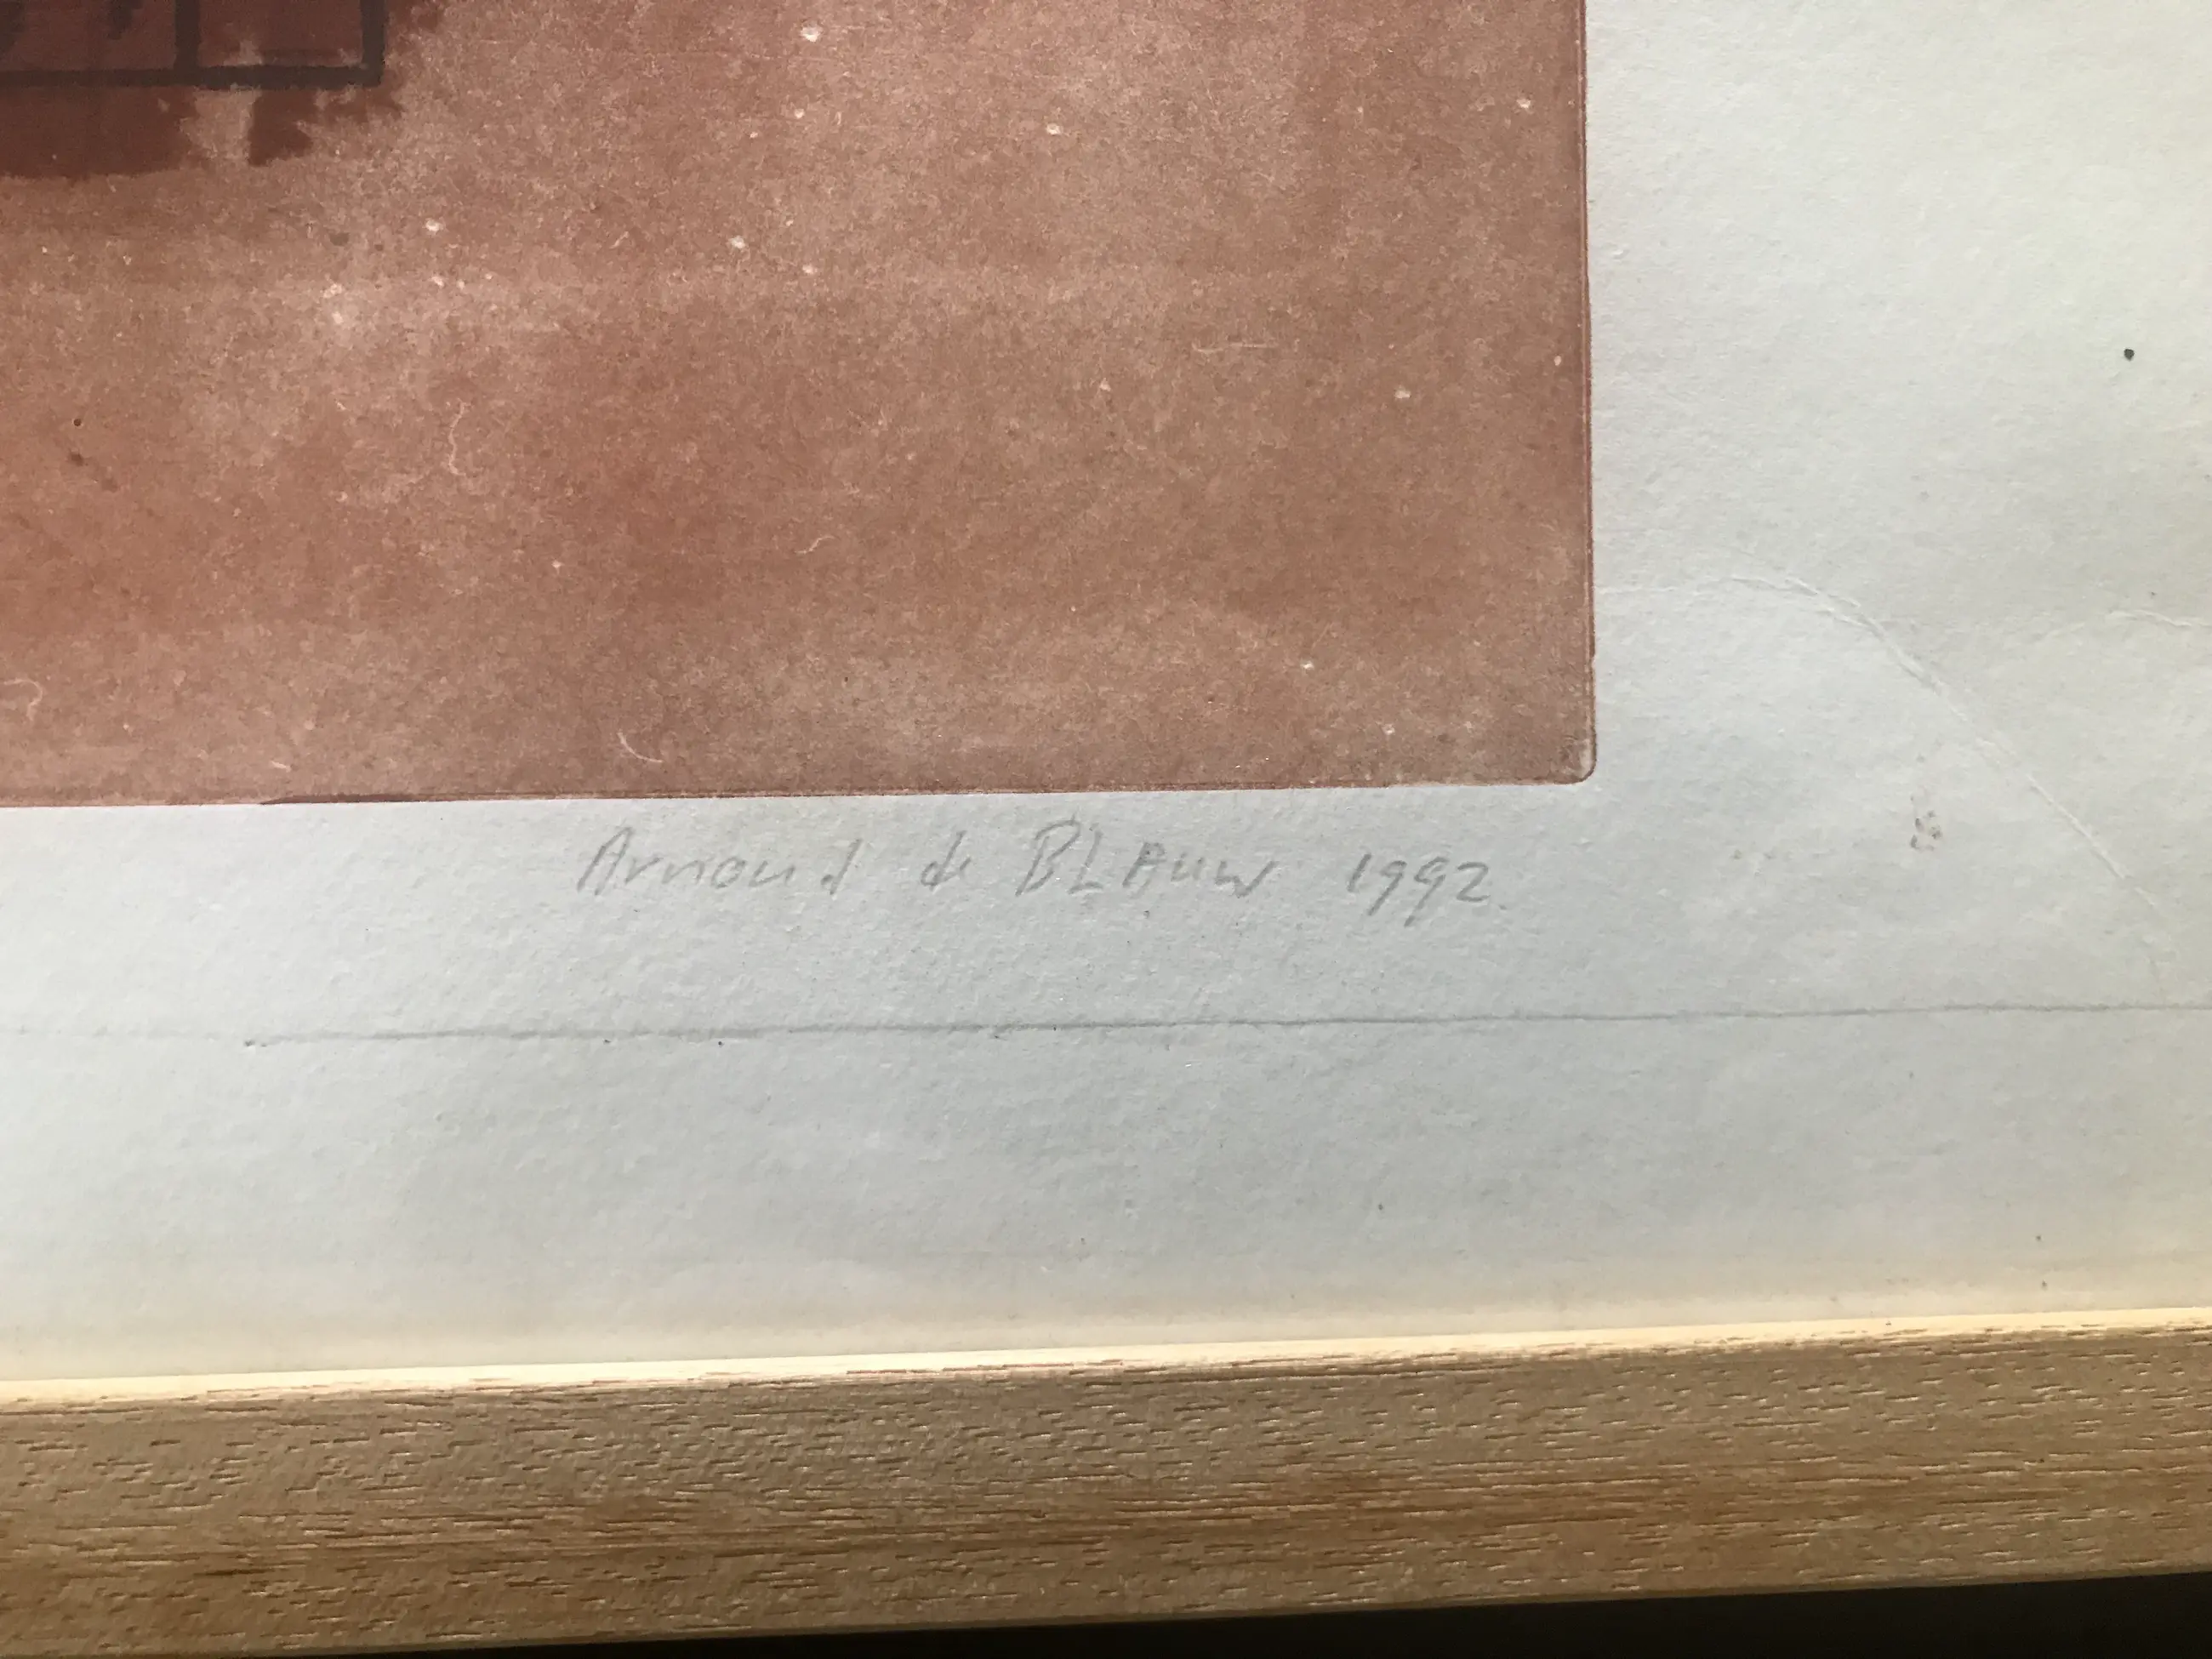 Arnoud de BLAUW 1992.